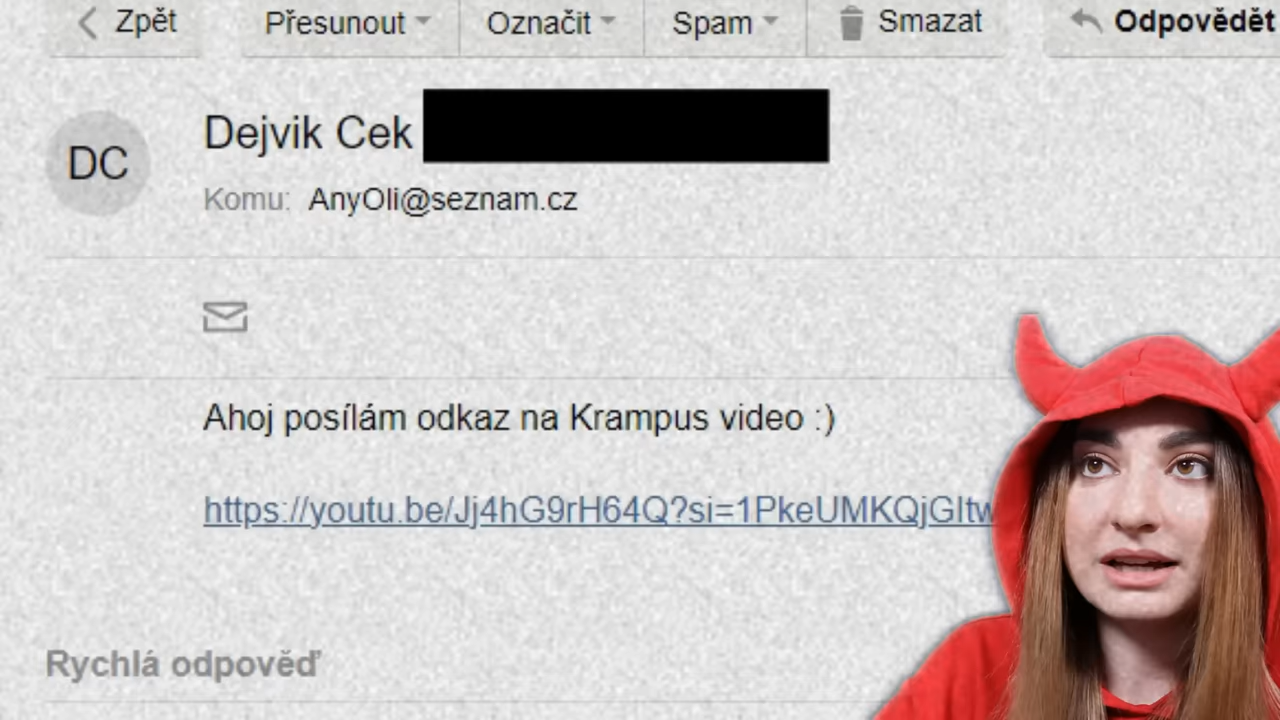 Zpět Přesunout Označit Spam Smazat Odpovědět
DC
Dejvik Cek
Komu: AnyOli@seznam.cz
Ahoj posílám odkaz na Krampus video :)
https://youtu.be/Jj4hG9rH64Q?si=1PkeUMKQjGItw
Rychlá odpověď